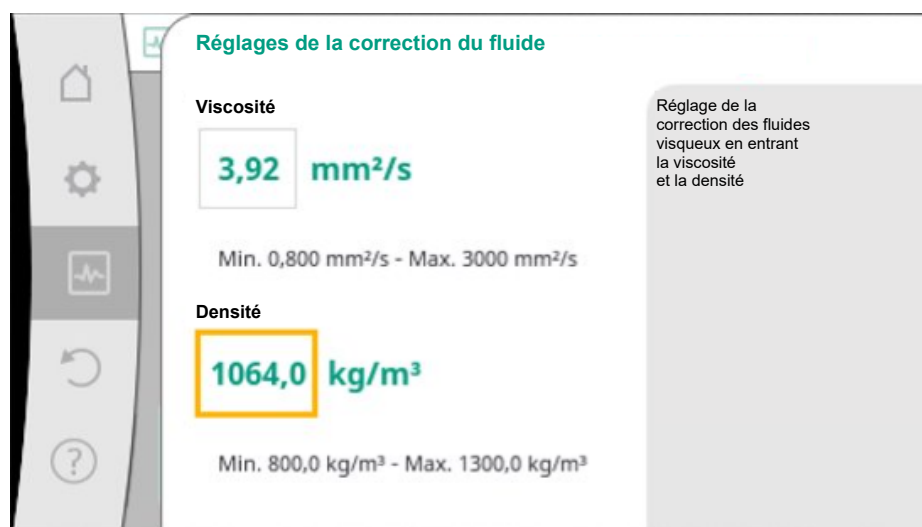 Réglages de la correction du fluide
Viscosité
3,92 mm²/s
Min. 0,800 mm²/s - Max. 3000 mm²/s
Densité
1064,0 kg/m³
Min. 800,0 kg/m³ - Max. 1300,0 kg/m³
Réglage de la
correction des fluides
visqueux en entrant
la viscosité
et la densité
?